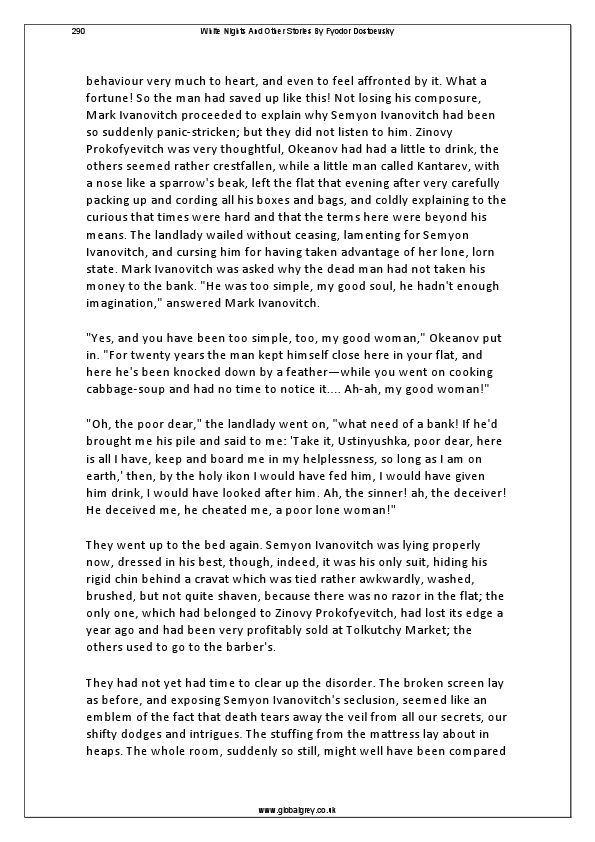 290
White Nights And Other Stories By Fyodor Dostoevsky
behaviour very much to heart, and even to feel affronted by it. What a
fortune! So the man had saved up like this! Not losing his composure,
Mark Ivanovitch proceeded to explain why Semyon Ivanovitch had been
so suddenly panic-stricken; but they did not listen to him. Zinovy
Prokofyevitch was very thoughtful, Okeanov had had a little to drink, the
others seemed rather crestfallen, while a little man called Kantarev, with
a nose like a sparrow's beak, left the flat that evening after very carefully
packing up and cording all his boxes and bags, and coldly explaining to the
curious that times were hard and that the terms here were beyond his
means. The landlady wailed without ceasing, lamenting for Semyon
Ivanovitch, and cursing him for having taken advantage of her lone, lorn
state. Mark Ivanovitch was asked why the dead man had not taken his
money to the bank. "He was too simple, my good soul, he hadn't enough
imagination," answered Mark Ivanovitch.
"Yes, and you have been too simple, too, my good woman," Okeanov put
in. "For twenty years the man kept himself close here in your flat, and
here he's been knocked down by a feather—while you went on cooking
cabbage-soup and had no time to notice it.... Ah-ah, my good woman!"
"Oh, the poor dear," the landlady went on, "what need of a bank! If he'd
brought me his pile and said to me: 'Take it, Ustinyushka, poor dear, here
is all I have, keep and board me in my helplessness, so long as I am on
earth,' then, by the holy ikon I would have fed him, I would have given
him drink, I would have looked after him. Ah, the sinner! ah, the deceiver!
He deceived me, he cheated me, a poor lone woman!"
They went up to the bed again. Semyon Ivanovitch was lying properly
now, dressed in his best, though, indeed, it was his only suit, hiding his
rigid chin behind a cravat which was tied rather awkwardly, washed,
brushed, but not quite shaven, because there was no razor in the flat; the
only one, which had belonged to Zinovy Prokofyevitch, had lost its edge a
year ago and had been very profitably sold at Tolkutchy Market; the
others used to go to the barber's.
They had not yet had time to clear up the disorder. The broken screen lay
as before, and exposing Semyon Ivanovitch's seclusion, seemed like an
emblem of the fact that death tears away the veil from all our secrets, our
shifty dodges and intrigues. The stuffing from the mattress lay about in
heaps. The whole room, suddenly so still, might well have been compared
www.globalgrey.co.uk